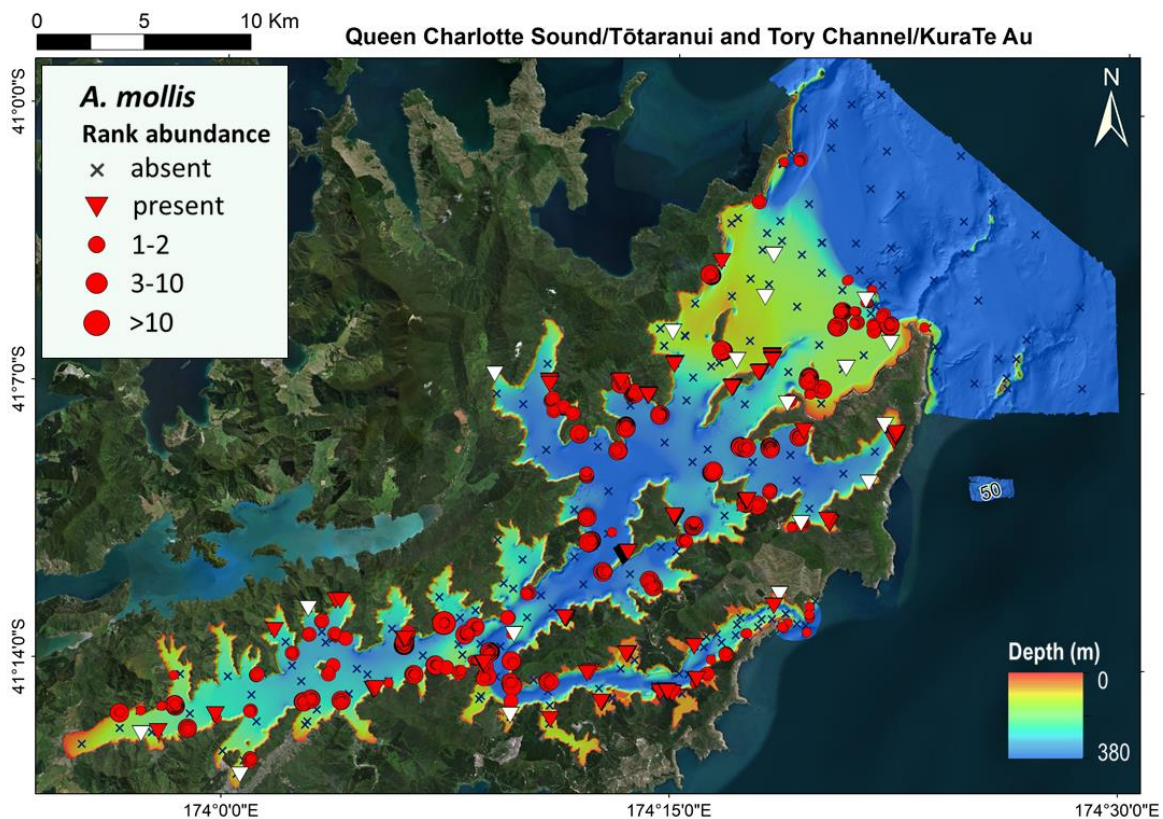 0 5 10 Km
Queen Charlotte Sound/Tōtaranui and Tory Channel/KuraTe Au
A. mollis
Rank abundance
absent
present
1-2
3-10
>10
N
41°0'0"S
41°7'0"S
41°14'0"S
50
Depth (m)
0
380
174°0'0"E
174°15'0"E
174°30'0"E